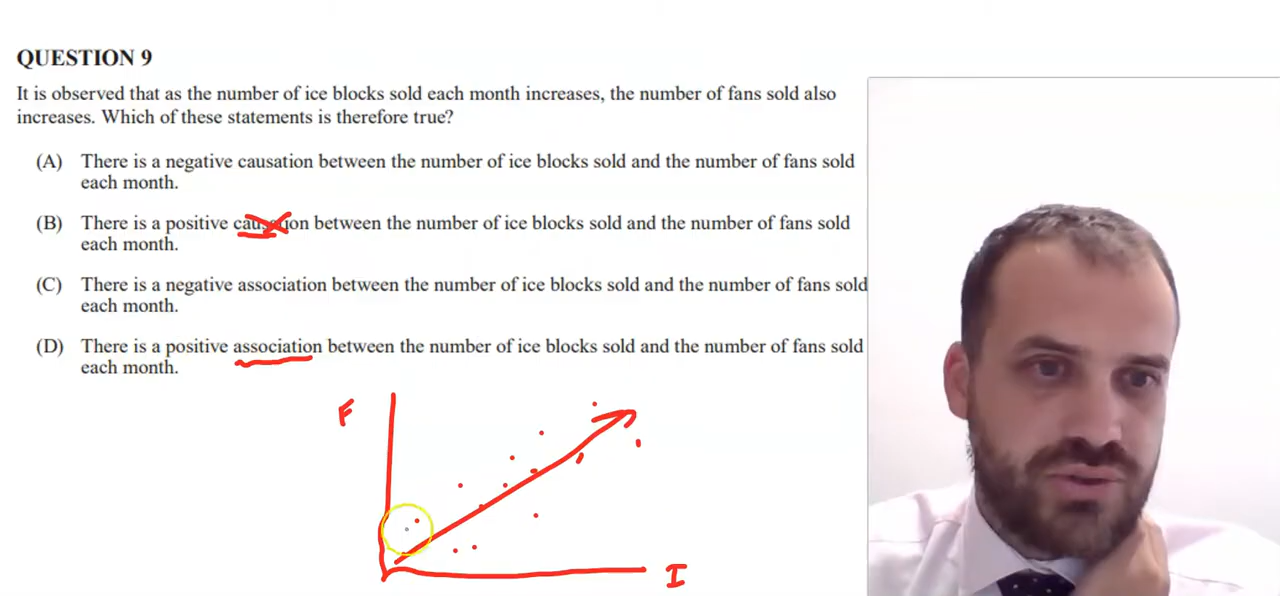 QUESTION 9
It is observed that as the number of ice blocks sold each month increases, the number of fans sold also
increases. Which of these statements is therefore true?
(A) There is a negative causation between the number of ice blocks sold and the number of fans sold
each month.
(B) There is a positive causation between the number of ice blocks sold and the number of fans sold
each month.
(C) There is a negative association between the number of ice blocks sold and the number of fans sold
each month.
(D) There is a positive association between the number of ice blocks sold and the number of fans sold
each month.
F
I